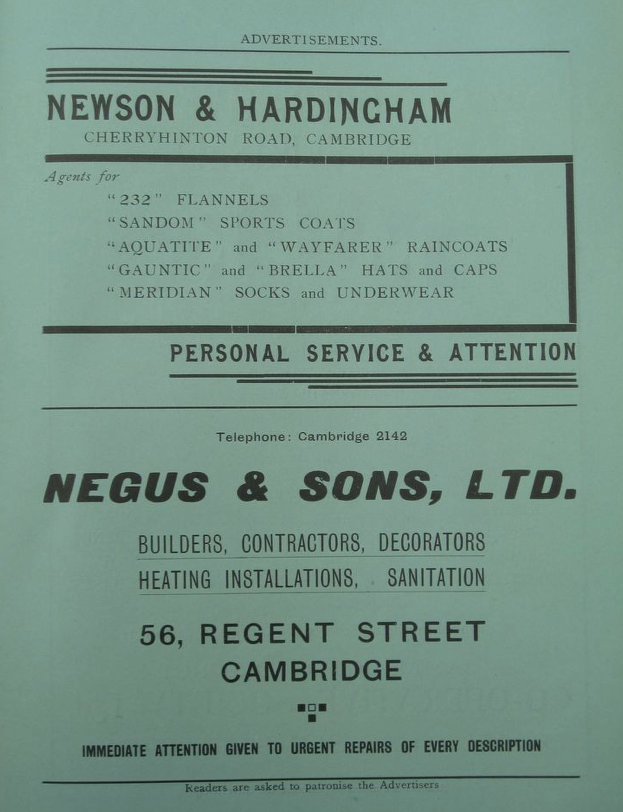 ADVERTISEMENTS.
NEWSON & HARDINGHAM
CHERRYHINTON ROAD, CAMBRIDGE
Agents for
"232" FLANNELS
"SANDOM" SPORTS COATS
"AQUATITE" and "WAYFARER" RAINCOATS
"GAUNTIC" and "BRELLA" HATS and CAPS
"MERIDIAN" SOCKS and UNDERWEAR
PERSONAL SERVICE & ATTENTION
Telephone: Cambridge 2142
NEGUS & SONS, LTD.
BUILDERS, CONTRACTORS, DECORATORS
HEATING INSTALLATIONS, SANITATION
56, REGENT STREET
CAMBRIDGE
IMMEDIATE ATTENTION GIVEN TO URGENT REPAIRS OF EVERY DESCRIPTION
Readers are asked to patronise the Advertisers